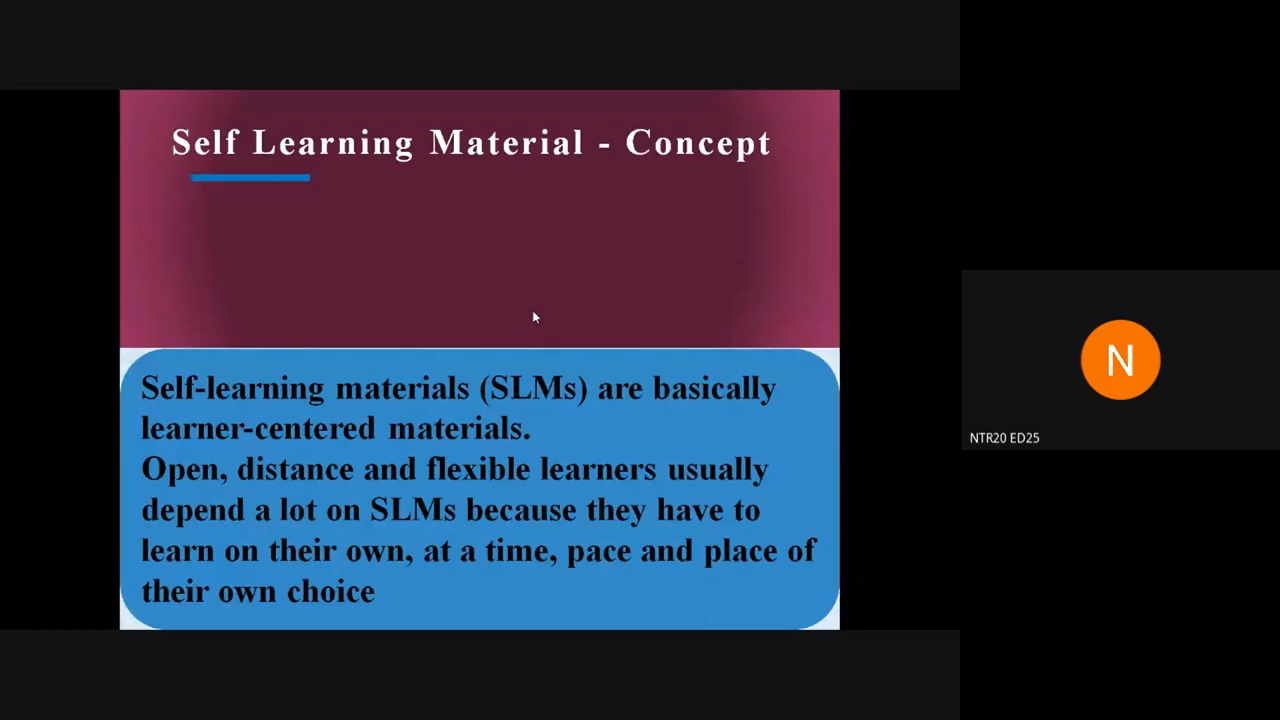 Self Learning Material - Concept
Self-learning materials (SLMs) are basically
learner-centered materials.
Open, distance and flexible learners usually
depend a lot on SLMs because they have to
learn on their own, at a time, pace and place of
their own choice
N
NTR20 ED25